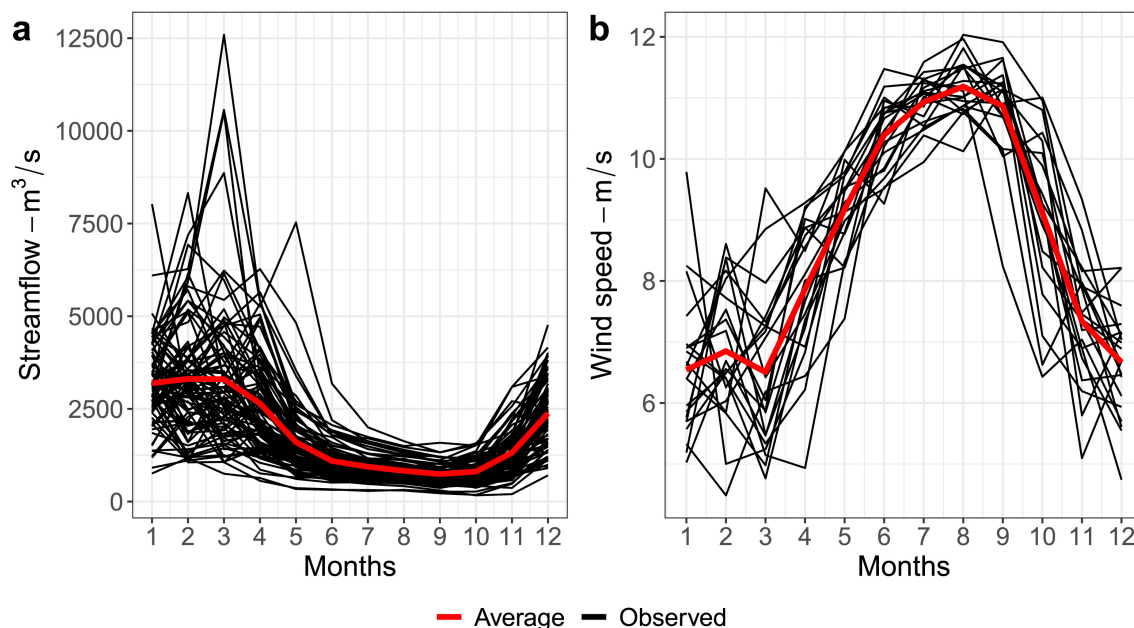 a
Streamflow – m³/s
12500
10000
7500
5000
2500
0
1 2 3 4 5 6 7 8 9 10 11 12
Months
b
Wind speed – m/s
12
10
8
6
1 2 3 4 5 6 7 8 9 10 11 12
Months
Average Observed